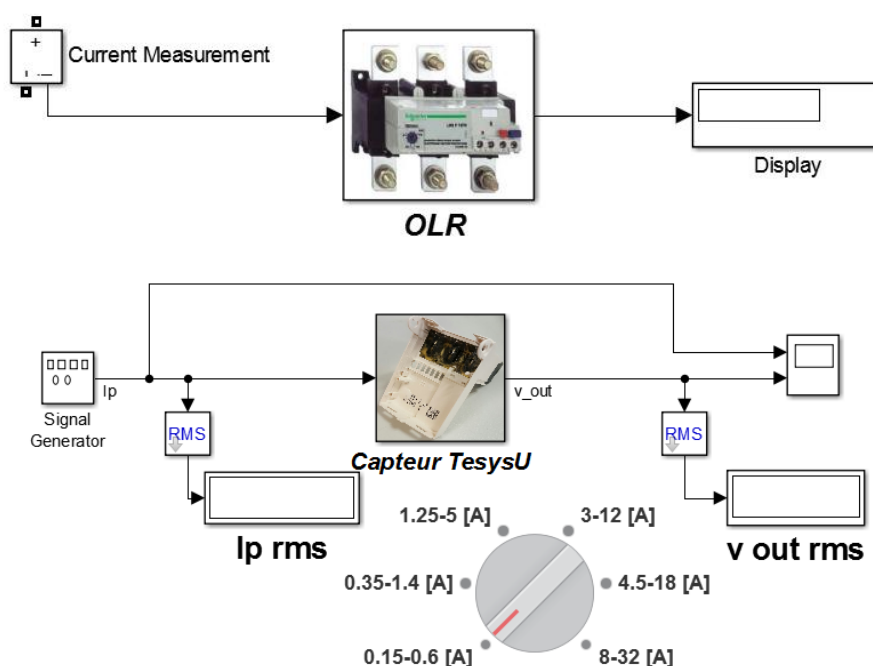 +
Current Measurement
Schneider
OLR
Display
Ip
v_out
Signal
Generator
RMS
RMS
Capteur TesysU
Ip rms
v out rms
1.25-5 [A]
3-12 [A]
0.35-1.4 [A]
4.5-18 [A]
0.15-0.6 [A]
8-32 [A]